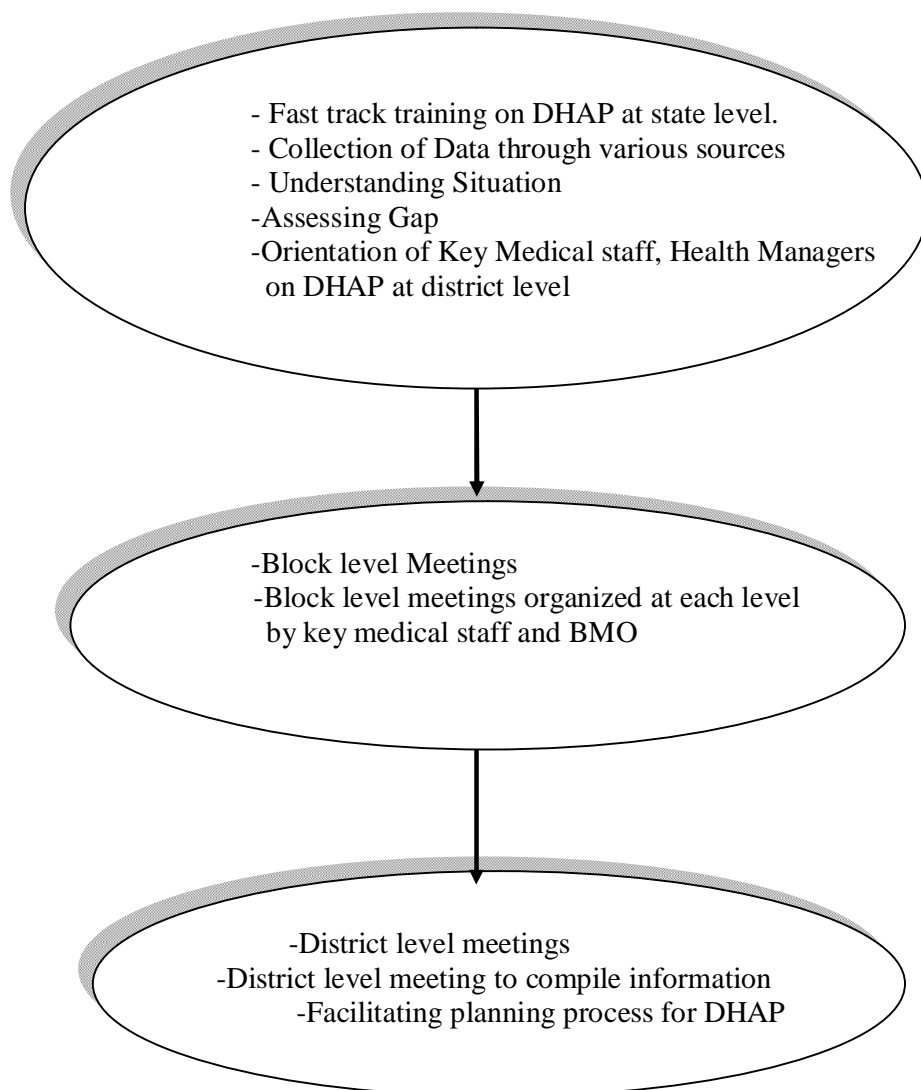 - Fast track training on DHAP at state level.
- Collection of Data through various sources
- Understanding Situation
-Assessing Gap
-Orientation of Key Medical staff, Health Managers
on DHAP at district level
-Block level Meetings
-Block level meetings organized at each level
by key medical staff and BMO
-District level meetings
-District level meeting to compile information
-Facilitating planning process for DHAP